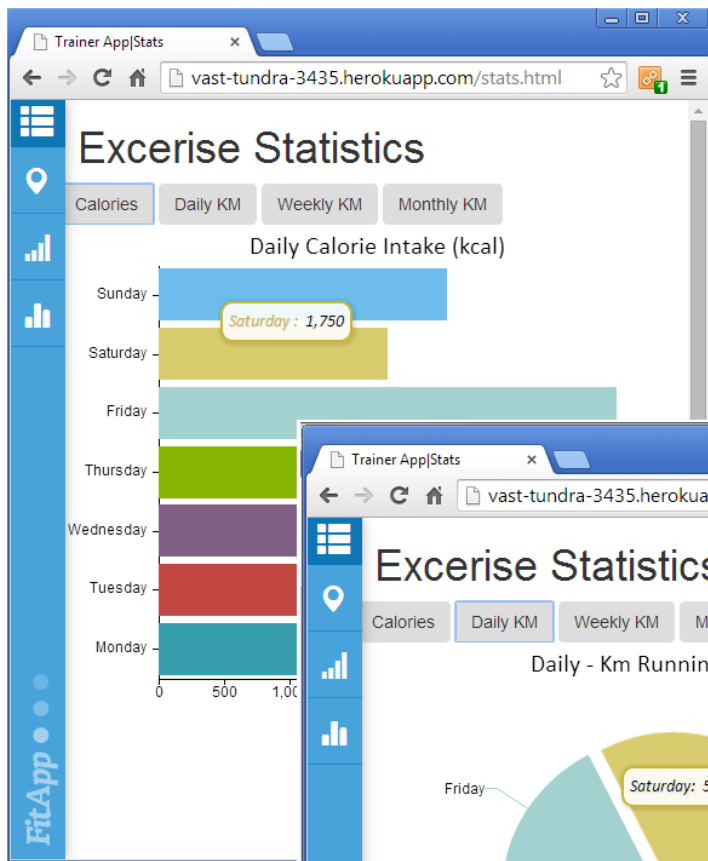 Trainer App|Stats
vast-tundra-3435.herokuapp.com/stats.html
1
Excerise Statistics
Calories Daily KM Weekly KM Monthly KM
Daily Calorie Intake (kcal)
Sunday
Saturday : 1,750
Saturday
Friday
Thursday
Wednesday
Tuesday
Monday
0 500
FitApp
Trainer App|Stats
vast-tundra-3435.herokua
Excerise Statistics
Calories Daily KM Weekly KM M
Daily - Km Runnin
Friday
Saturday: 5